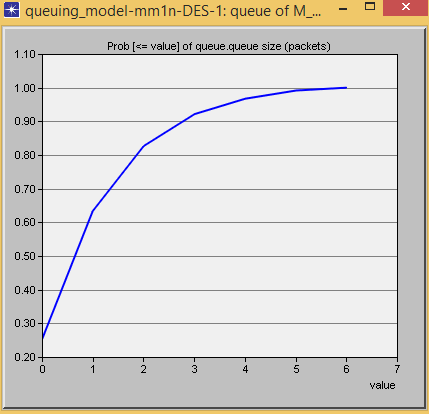 queuing_model-mm1n-DES-1: queue of M_...
Prob [<= value] of queue.queue size (packets)
1.10
1.00
0.90
0.80
0.70
0.60
0.50
0.40
0.30
0.20
0 1 2 3 4 5 6 7
value